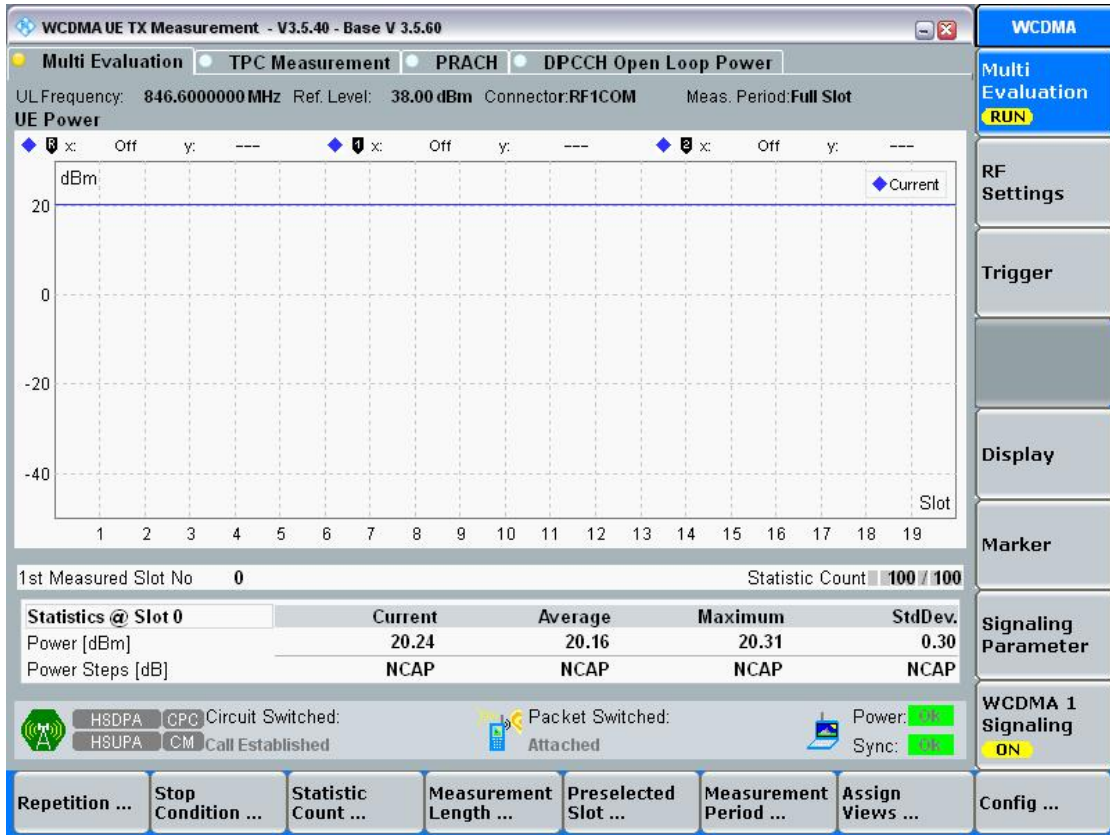 WCDMA UE TX Measurement - V3.5.40 - Base V 3.5.60
WCDMA
Multi Evaluation TPC Measurement PRACH DPCCH Open Loop Power
UL Frequency: 846.6000000 MHz Ref. Level: 38.00 dBm Connector:RF1COM Meas. Period:Full Slot
UE Power
R x: Off y: --- 1 x: Off y: --- 2 x: Off y: ---
dBm
Current
20
0
-20
-40
Slot
1 2 3 4 5 6 7 8 9 10 11 12 13 14 15 16 17 18 19
1st Measured Slot No 0 Statistic Count 100 / 100
Statistics @ Slot 0 Current Average Maximum StdDev.
Power [dBm] 20.24 20.16 20.31 0.30
Power Steps [dB] NCAP NCAP NCAP NCAP
HSDPA CPC Circuit Switched: Packet Switched: Power: OK
HSUPA CM Call Established Attached Sync: OK
Multi
Evaluation
RUN
RF
Settings
Trigger
Display
Marker
Signaling
Parameter
WCDMA 1
Signaling
ON
Repetition ...
Stop
Condition ...
Statistic
Count ...
Measurement
Length ...
Preselected
Slot ...
Measurement
Period ...
Assign
Views ...
Config ...